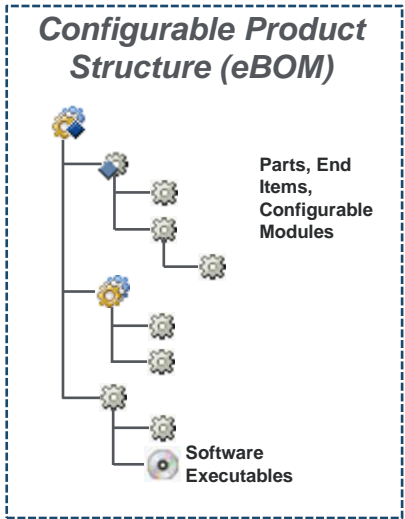 Configurable Product
Structure (eBOM)
Parts, End
Items,
Configurable
Modules
Software
Executables